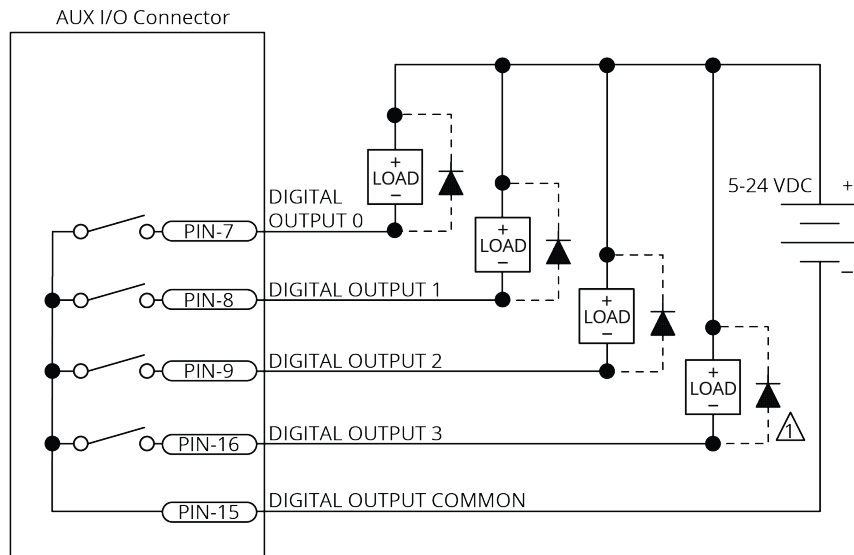 AUX I/O Connector
+
LOAD
–
5-24 VDC
+
–
DIGITAL
OUTPUT 0
PIN-7
+
LOAD
–
DIGITAL OUTPUT 1
PIN-8
+
LOAD
–
DIGITAL OUTPUT 2
PIN-9
+
LOAD
–
1
DIGITAL OUTPUT 3
PIN-16
DIGITAL OUTPUT COMMON
PIN-15